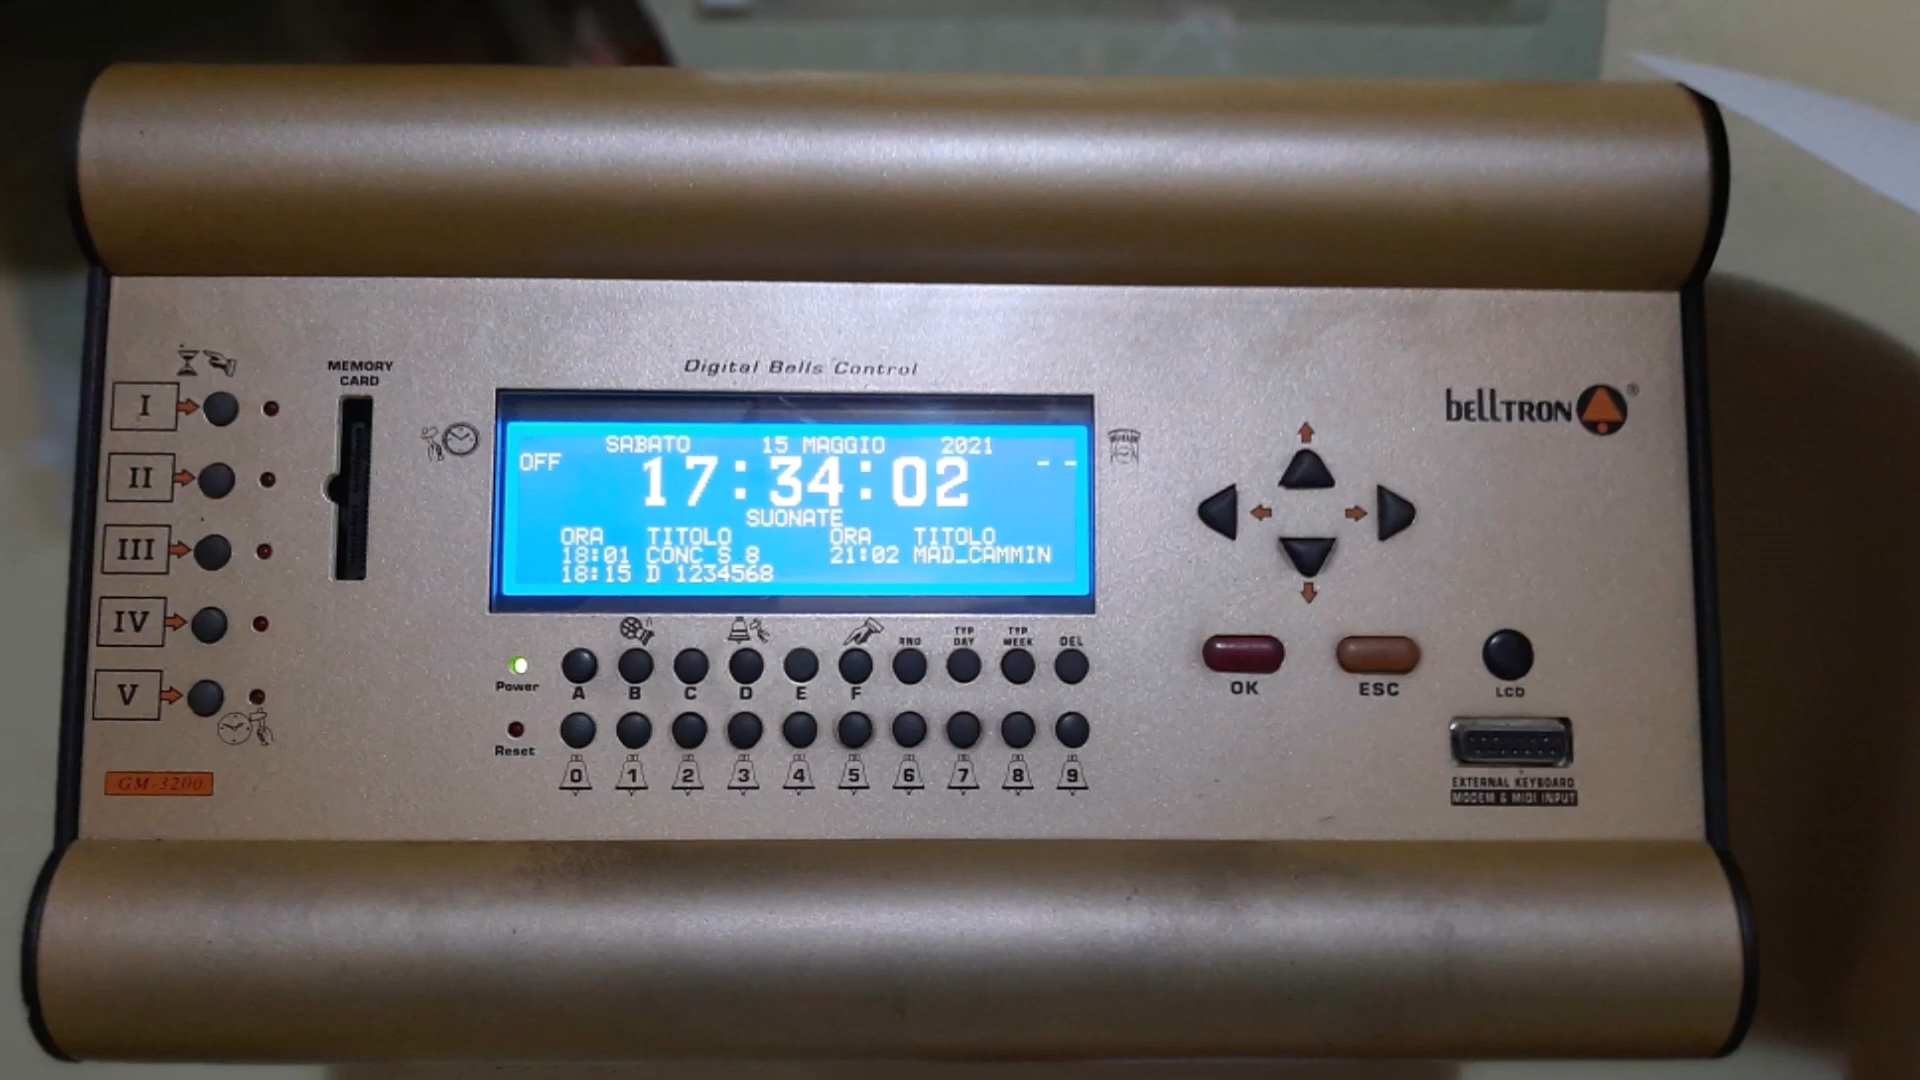 Digital Bells Control
MEMORY
CARD
I
II
III
IV
V
GM-3200
SABATO 15 MAGGIO 2021
OFF 17:34:02 --
SUONATE
ORA TITOLO ORA TITOLO
18:01 CONC S.8 21:02 MAD_CAMMIN
18:15 D 1234568
bellTRON ®
RND TYP DAY TYP WEEK DEL
Power
A B C D E F
Reset
0 1 2 3 4 5 6 7 8 9
OK ESC LCD
EXTERNAL KEYBOARD
MODEM & MIDI INPUT